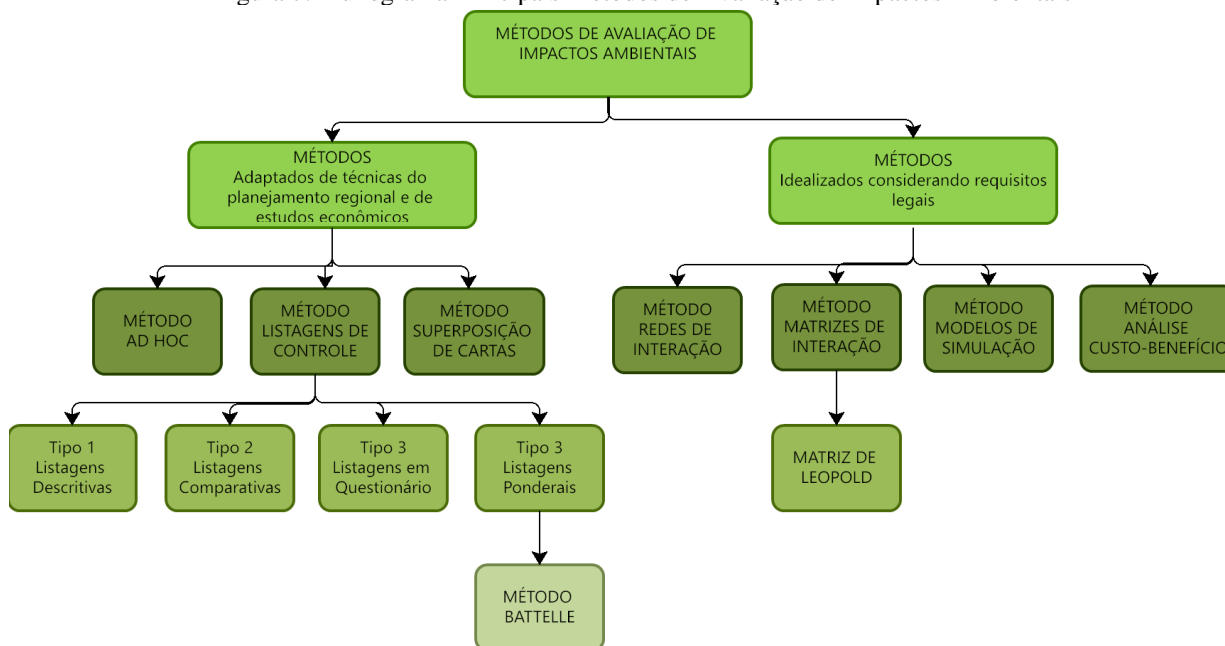 MÉTODOS DE AVALIAÇÃO DE
IMPACTOS AMBIENTAIS
MÉTODOS
Adaptados de técnicas do
planejamento regional e de
estudos econômicos
MÉTODOS
Idealizados considerando requisitos
legais
MÉTODO
AD HOC
MÉTODO
LISTAGENS DE
CONTROLE
MÉTODO
SUPERPOSIÇÃO
DE CARTAS
MÉTODO
REDES DE
INTERAÇÃO
MÉTODO
MATRIZES DE
INTERAÇÃO
MÉTODO
MODELOS DE
SIMULAÇÃO
MÉTODO
ANÁLISE
CUSTO-BENEFÍCIO
Tipo 1
Listagens
Descritivas
Tipo 2
Listagens
Comparativas
Tipo 3
Listagens em
Questionário
Tipo 3
Listagens
Ponderais
MATRIZ DE
LEOPOLD
MÉTODO
BATTELLE